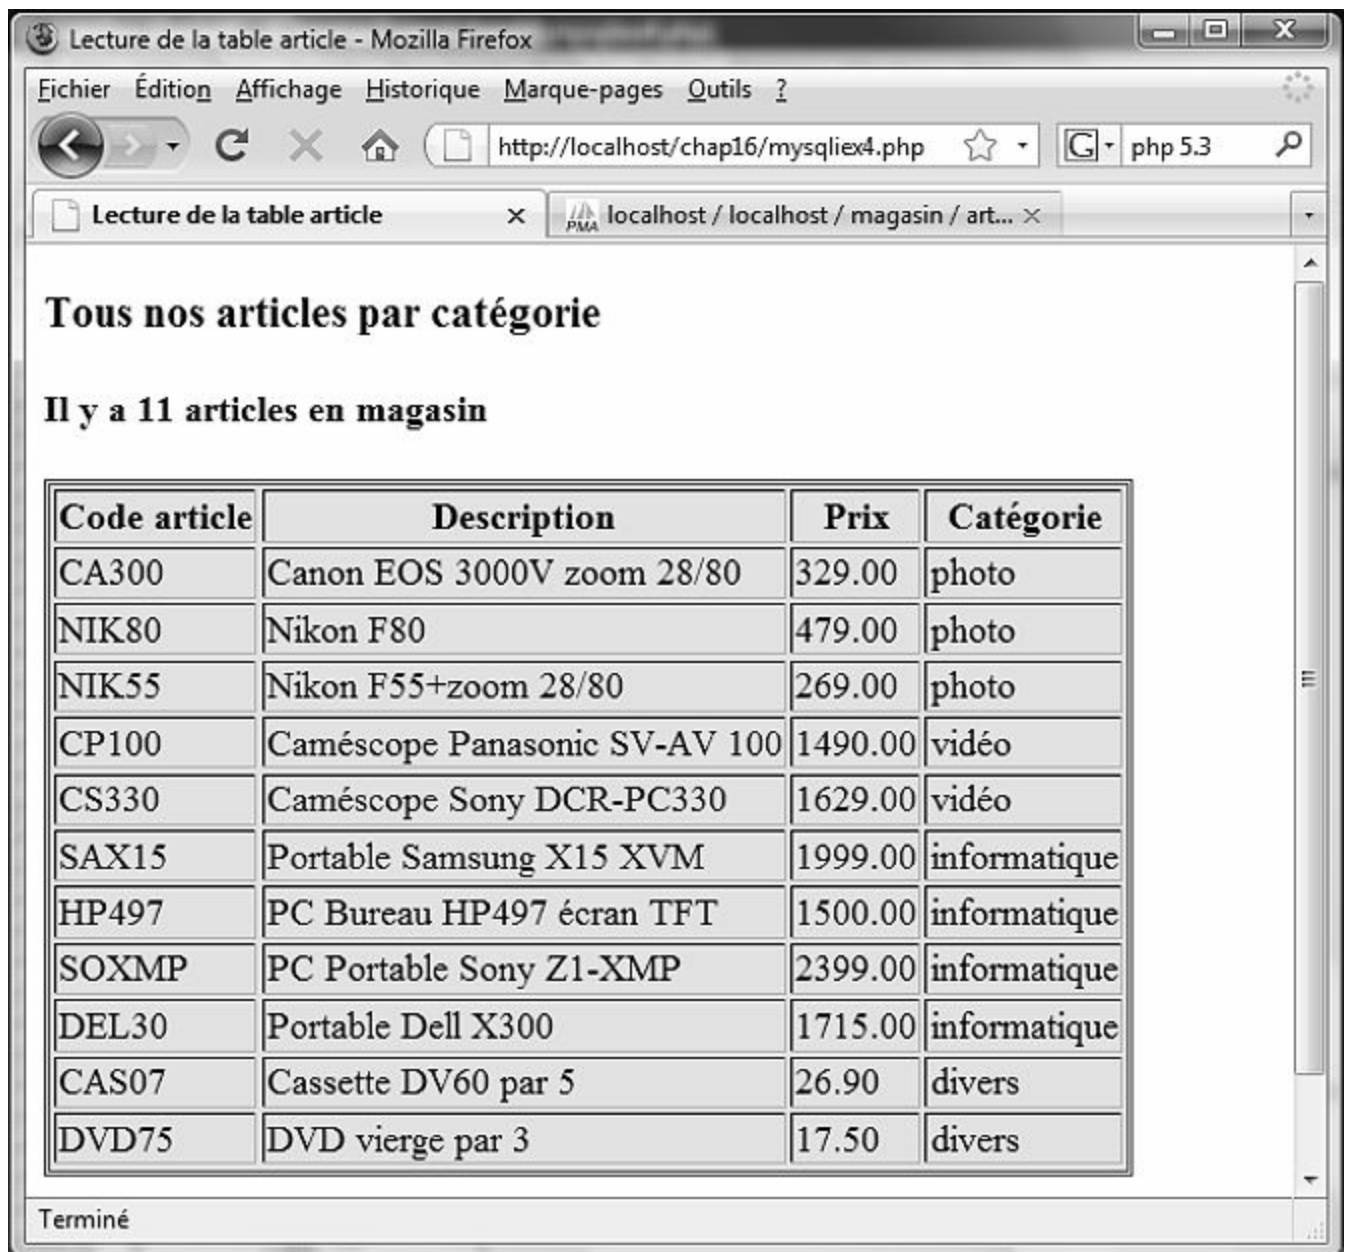 Lecture de la table article - Mozilla Firefox
Fichier Édition Affichage Historique Marque-pages Outils ?
http://localhost/chap16/mysqliex4.php G php 5.3
Lecture de la table article PMA localhost / localhost / magasin / art...
Tous nos articles par catégorie
Il y a 11 articles en magasin
Code article Description Prix Catégorie
CA300 Canon EOS 3000V zoom 28/80 329.00 photo
NIK80 Nikon F80 479.00 photo
NIK55 Nikon F55+zoom 28/80 269.00 photo
CP100 Caméscope Panasonic SV-AV 100 1490.00 vidéo
CS330 Caméscope Sony DCR-PC330 1629.00 vidéo
SAX15 Portable Samsung X15 XVM 1999.00 informatique
HP497 PC Bureau HP497 écran TFT 1500.00 informatique
SOXMP PC Portable Sony Z1-XMP 2399.00 informatique
DEL30 Portable Dell X300 1715.00 informatique
CAS07 Cassette DV60 par 5 26.90 divers
DVD75 DVD vierge par 3 17.50 divers
Terminé